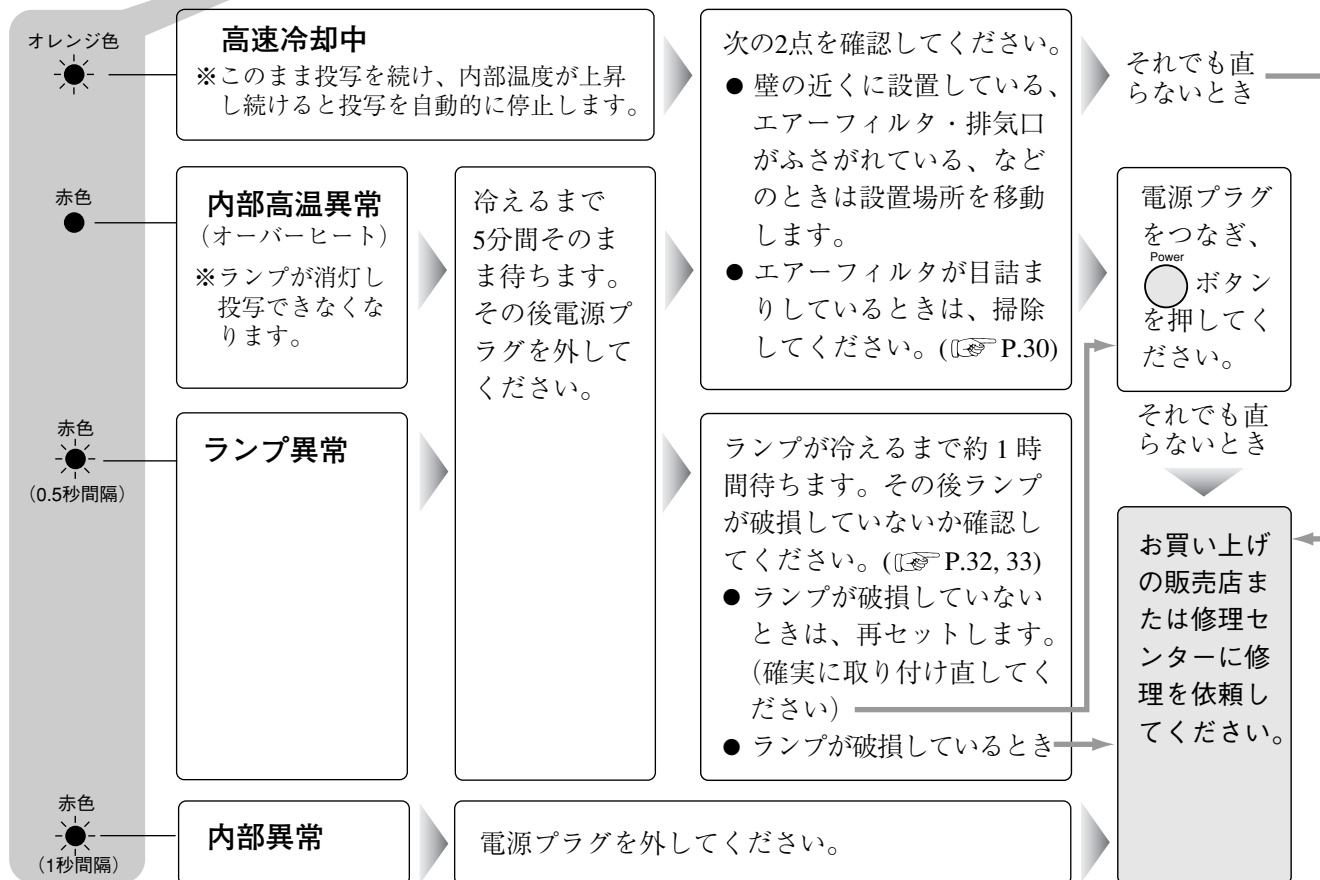 オレンジ色
高速冷却中
※このまま投写を続け、内部温度が上昇
し続けると投写を自動的に停止します。
次の2点を確認してください。
● 壁の近くに設置している、
エアーフィルタ・排気口
がふさがれている、など
のときは設置場所を移動
します。
● エアーフィルタが目詰ま
りしているときは、掃除
してください。(☞ P.30)
それでも直
らないとき
赤色
内部高温異常
(オーバーヒート)
※ランプが消灯し
投写できなくな
ります。
冷えるまで
5分間そのま
ま待ちます。
その後電源プ
ラグを外して
ください。
電源プラグ
をつなぎ、
Power
ボタン
を押してく
ださい。
それでも直
らないとき
赤色
(0.5秒間隔)
ランプ異常
ランプが冷えるまで約1時
間待ちます。その後ランプ
が破損していないか確認し
てください。(☞ P.32, 33)
● ランプが破損していない
ときは、再セットします。
(確実に取り付け直してく
ださい)
● ランプが破損しているとき
お買い上げ
の販売店ま
たは修理セ
ンターに修
理を依頼し
てください。
赤色
(1秒間隔)
内部異常
電源プラグを外してください。